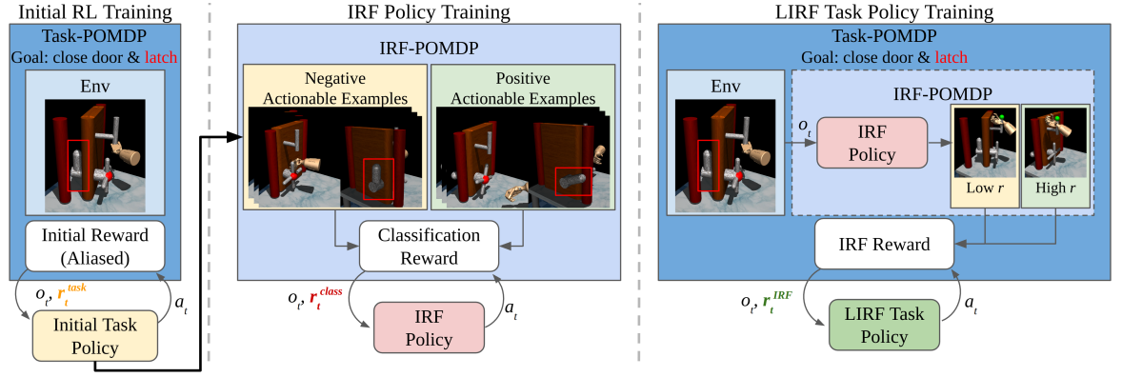 Initial RL Training
Task-POMDP
Goal: close door & latch
Env
Initial Reward
(Aliased)
o_t, r_t^task
a_t
Initial Task
Policy
IRF Policy Training
IRF-POMDP
Negative
Actionable Examples
Positive
Actionable Examples
Classification
Reward
o_t, r_t^class
a_t
IRF
Policy
LIRF Task Policy Training
Task-POMDP
Goal: close door & latch
Env
IRF-POMDP
o_t
IRF
Policy
Low r
High r
IRF Reward
o_t, r_t^IRF
a_t
LIRF Task
Policy